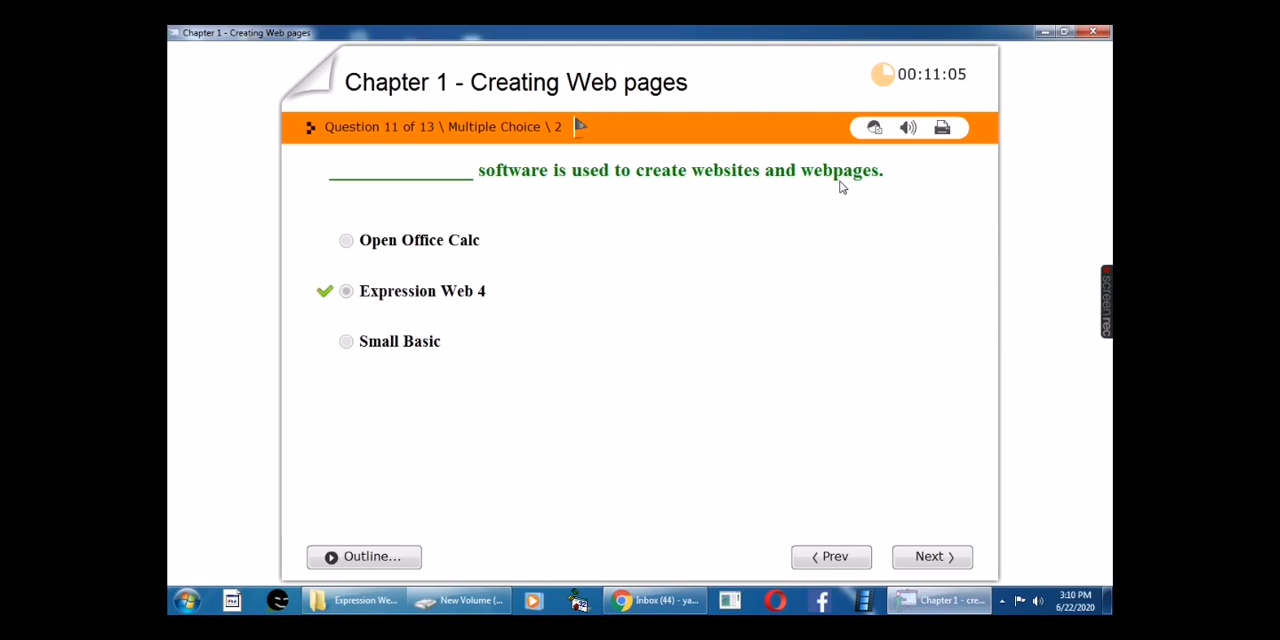 Chapter 1 - Creating Web pages
Chapter 1 - Creating Web pages
00:11:05
Question 11 of 13 \ Multiple Choice \ 2
_______________ software is used to create websites and webpages.
Open Office Calc
Expression Web 4
Small Basic
screenrec
Outline...
Prev
Next
Expression We...
New Volume (...
Inbox (44) - ya...
Chapter 1 - cre...
3:10 PM
6/22/2020